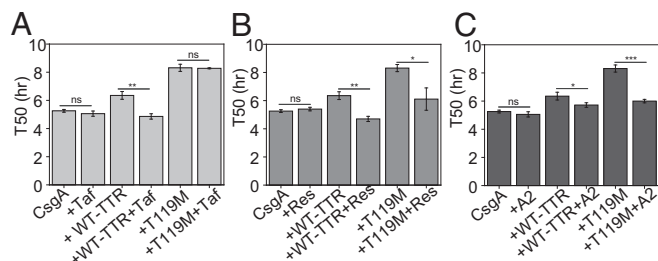 A
T50 (hr)
10
8
6
4
2
0
ns
**
ns
CsgA
+Taf
+ WT-TTR
+WT-TTR+Taf
+T119M
+T119M+Taf
B
T50 (hr)
10
8
6
4
2
0
ns
**
*
CsgA
+Res
+WT-TTR
+WT-TTR+Res
+T119M
+T119M+Res
C
T50 (hr)
10
8
6
4
2
0
ns
*
***
CsgA
+A2
+WT-TTR
+WT-TTR+A2
+T119M
+T119M+A2